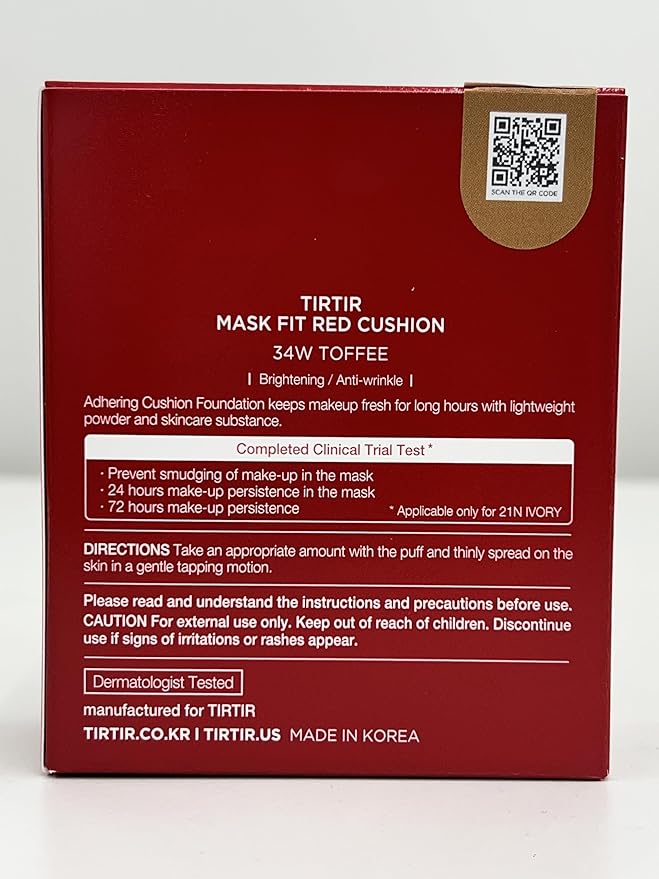 SCAN THE QR CODE
TIRTIR
MASK FIT RED CUSHION
34W TOFFEE
| Brightening / Anti-wrinkle |
Adhering Cushion Foundation keeps makeup fresh for long hours with lightweight
powder and skincare substance.
Completed Clinical Trial Test*
· Prevent smudging of make-up in the mask
· 24 hours make-up persistence in the mask
· 72 hours make-up persistence * Applicable only for 21N IVORY
DIRECTIONS Take an appropriate amount with the puff and thinly spread on the
skin in a gentle tapping motion.
Please read and understand the instructions and precautions before use.
CAUTION For external use only. Keep out of reach of children. Discontinue
use if signs of irritations or rashes appear.
Dermatologist Tested
manufactured for TIRTIR
TIRTIR.CO.KR | TIRTIR.US MADE IN KOREA